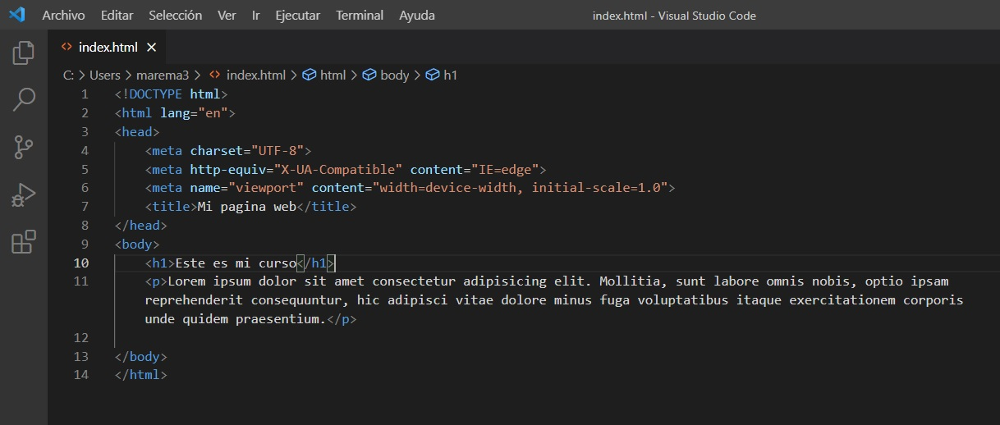 Archivo Editar Selección Ver Ir Ejecutar Terminal Ayuda index.html - Visual Studio Code
index.html
C: > Users > marema3 > index.html > html > body > h1
1 <!DOCTYPE html>
2 <html lang="en">
3 <head>
4 <meta charset="UTF-8">
5 <meta http-equiv="X-UA-Compatible" content="IE=edge">
6 <meta name="viewport" content="width=device-width, initial-scale=1.0">
7 <title>Mi pagina web</title>
8 </head>
9 <body>
10 <h1>Este es mi curso</h1>
11 <p>Lorem ipsum dolor sit amet consectetur adipisicing elit. Mollitia, sunt labore omnis nobis, optio ipsam
reprehenderit consequuntur, hic adipisci vitae dolore minus fuga voluptatibus itaque exercitationem corporis
unde quidem praesentium.</p>
12
13 </body>
14 </html>